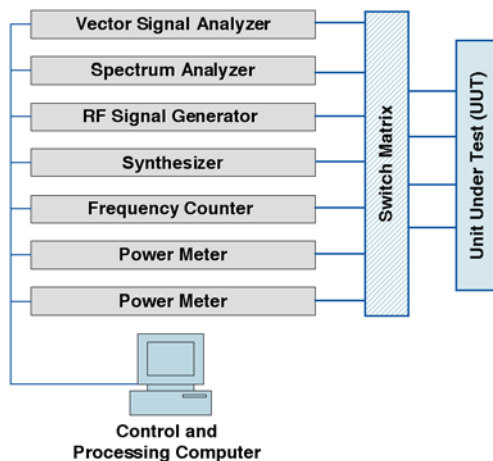 Vector Signal Analyzer
Spectrum Analyzer
RF Signal Generator
Synthesizer
Frequency Counter
Power Meter
Power Meter
Switch Matrix
Unit Under Test (UUT)
Control and
Processing Computer